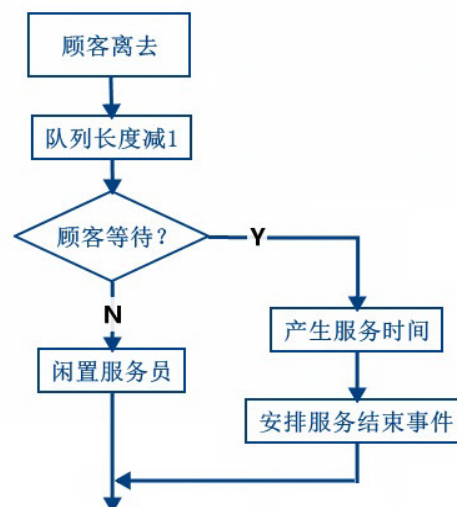 顾客离去
队列长度减1
顾客等待？
Y
N
产生服务时间
闲置服务员
安排服务结束事件